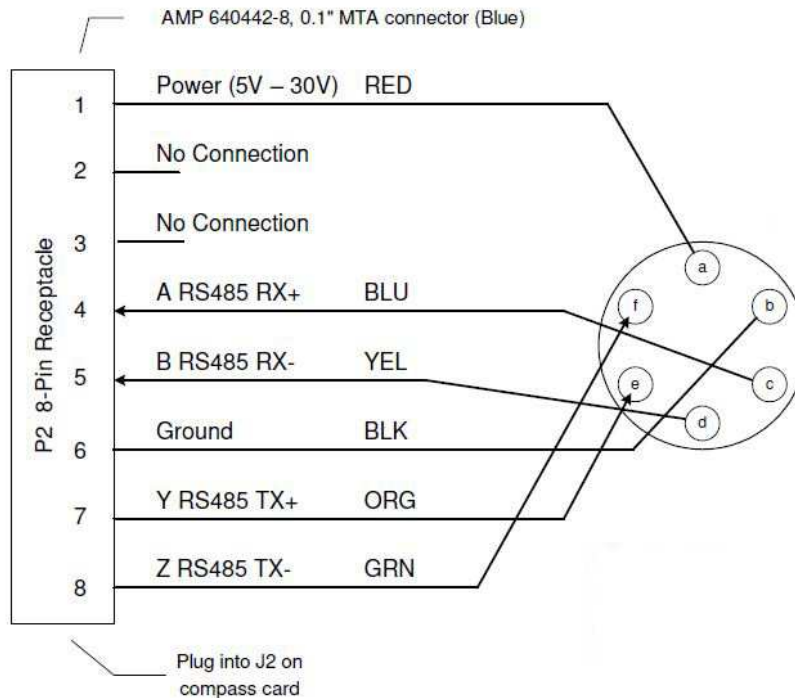 AMP 640442-8, 0.1" MTA connector (Blue)
P2 8-Pin Receptacle
1 Power (5V – 30V) RED
2 No Connection
3 No Connection
4 A RS485 RX+ BLU
5 B RS485 RX- YEL
6 Ground BLK
7 Y RS485 TX+ ORG
8 Z RS485 TX- GRN
a
f b
e c
d
Plug into J2 on
compass card